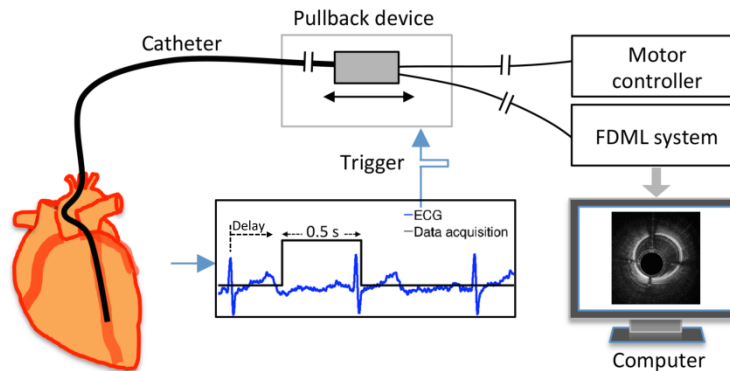 Pullback device
Catheter
Motor
controller
FDML system
Trigger
ECG
Data acquisition
Delay
0.5 s
Computer